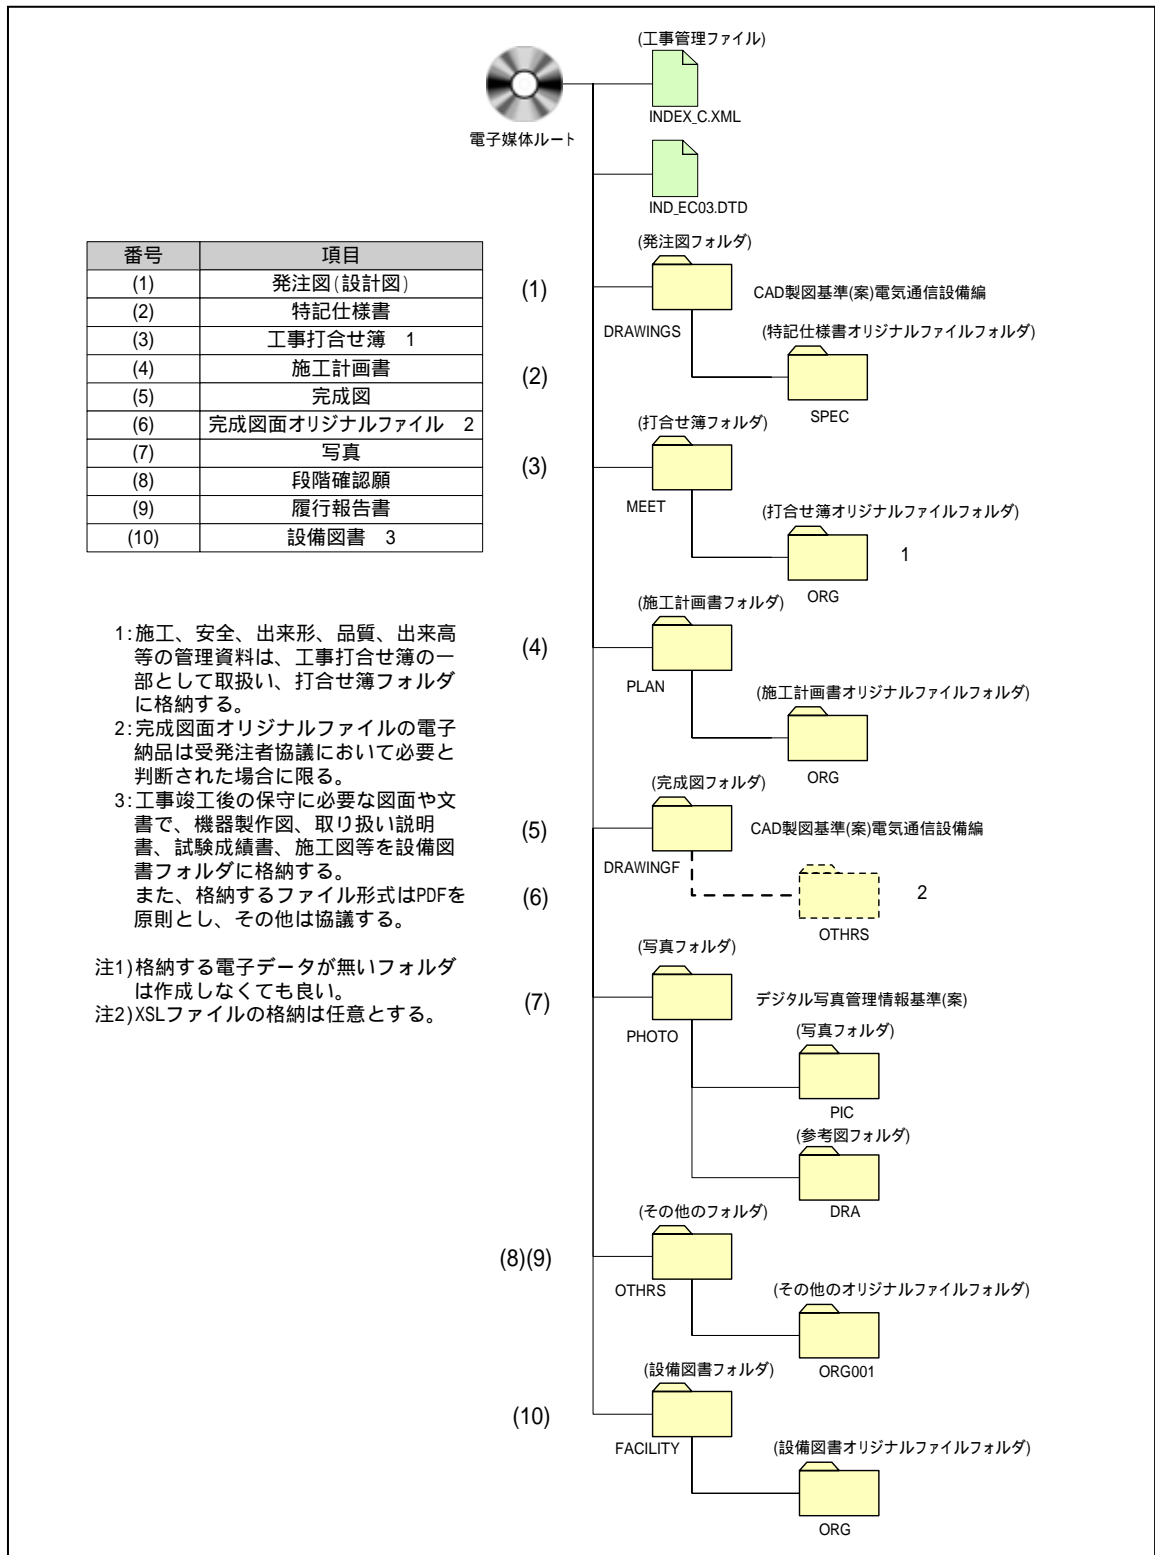 (工事管理ファイル)
電子媒体ルート
INDEX_C.XML
IND_EC03.DTD
番号 項目
(1) 発注図(設計図)
(2) 特記仕様書
(3) 工事打合せ簿 1
(4) 施工計画書
(5) 完成図
(6) 完成図面オリジナルファイル 2
(7) 写真
(8) 段階確認願
(9) 履行報告書
(10) 設備図書 3
1:施工、安全、出来形、品質、出来高
等の管理資料は、工事打合せ簿の一
部として取扱い、打合せ簿フォルダ
に格納する。
2:完成図面オリジナルファイルの電子
納品は受発注者協議において必要と
判断された場合に限る。
3:工事竣工後の保守に必要な図面や文
書で、機器製作図、取り扱い説明
書、試験成績書、施工図等を設備図
書フォルダに格納する。
また、格納するファイル形式はPDFを
原則とし、その他は協議する。
注1)格納する電子データが無いフォルダ
は作成しなくても良い。
注2)XSLファイルの格納は任意とする。
(発注図フォルダ)
(1)
CAD製図基準(案)電気通信設備編
DRAWINGS
(特記仕様書オリジナルファイルフォルダ)
(2)
SPEC
(打合せ簿フォルダ)
(3)
MEET
(打合せ簿オリジナルファイルフォルダ)
1
ORG
(施工計画書フォルダ)
(4)
PLAN
(施工計画書オリジナルファイルフォルダ)
ORG
(完成図フォルダ)
(5)
CAD製図基準(案)電気通信設備編
DRAWINGF
(6)
2
OTHRS
(写真フォルダ)
(7)
デジタル写真管理情報基準(案)
PHOTO
(写真フォルダ)
PIC
(参考図フォルダ)
DRA
(その他のフォルダ)
(8)(9)
OTHRS
(その他のオリジナルファイルフォルダ)
ORG001
(設備図書フォルダ)
(10)
FACILITY
(設備図書オリジナルファイルフォルダ)
ORG